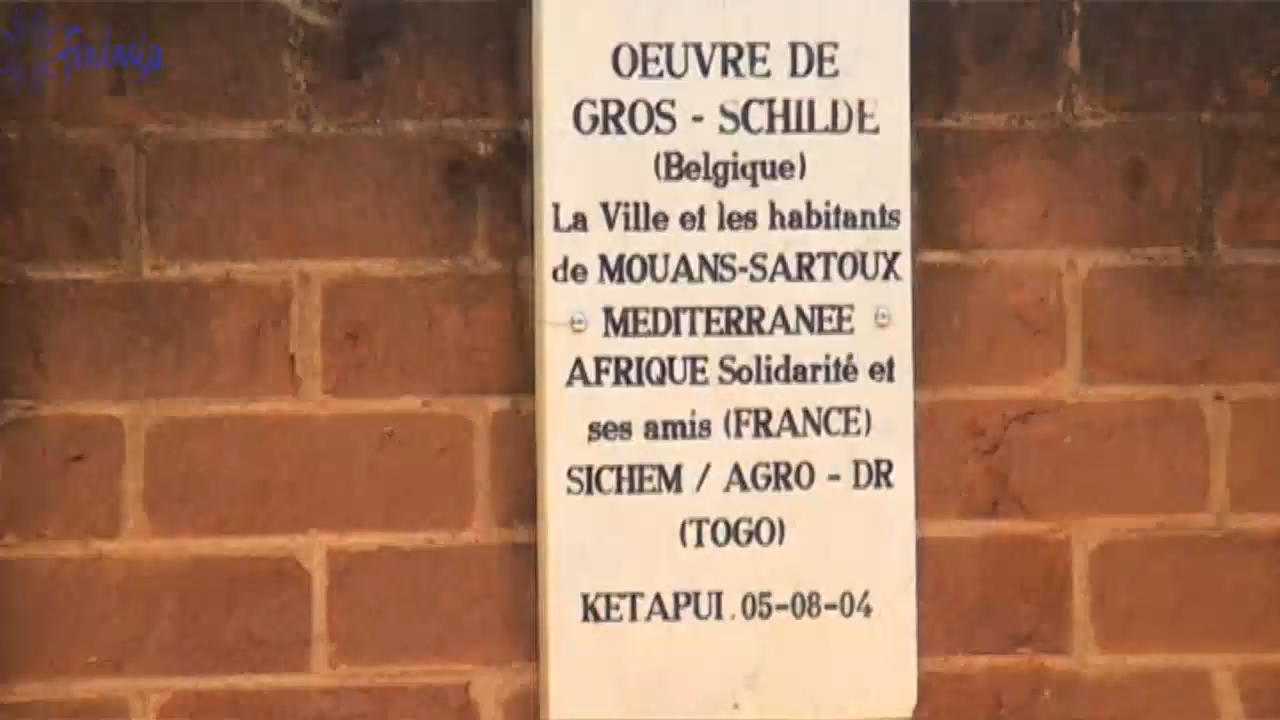 OEUVRE DE
GROS - SCHILDE
(Belgique)
La Ville et les habitants
de MOUANS-SARTOUX
MEDITERRANEE
AFRIQUE Solidarité et
ses amis (FRANCE)
SICHEM / AGRO - DR
(TOGO)
KETAPUI.05-08-04